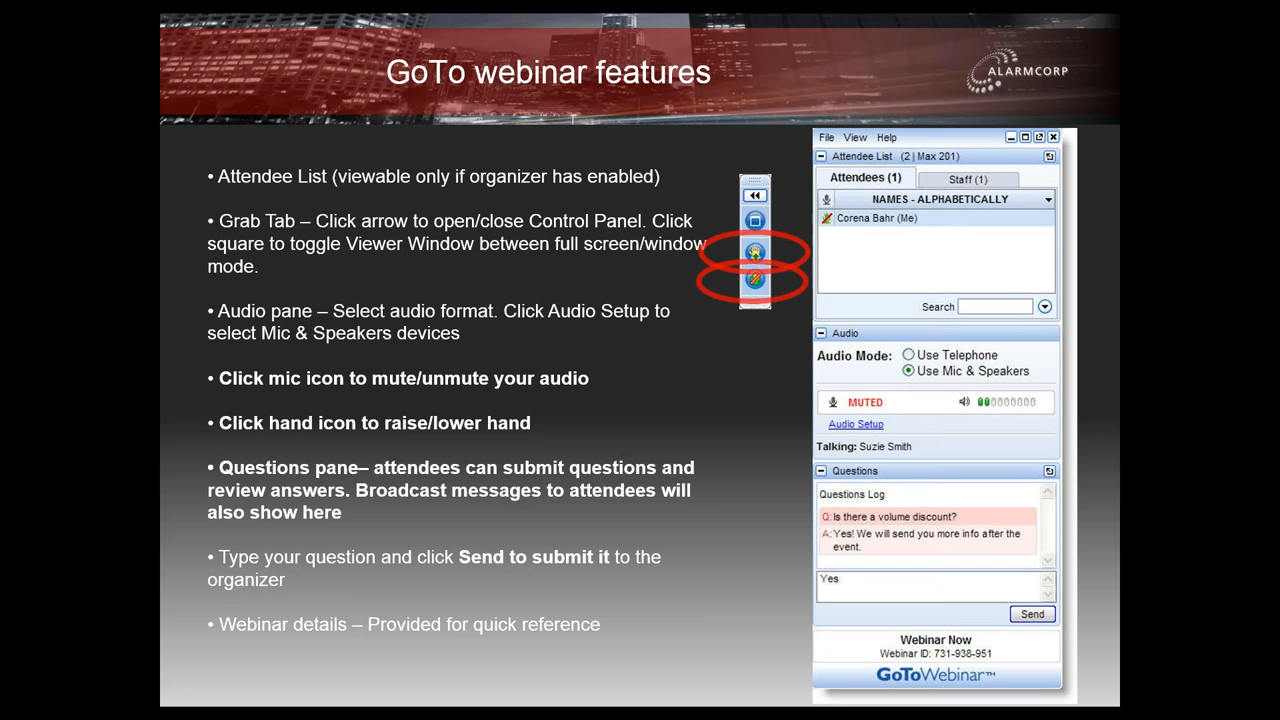 GoTo webinar features
ALARMCORP
• Attendee List (viewable only if organizer has enabled)
• Grab Tab – Click arrow to open/close Control Panel. Click
square to toggle Viewer Window between full screen/window
mode.
• Audio pane – Select audio format. Click Audio Setup to
select Mic & Speakers devices
• Click mic icon to mute/unmute your audio
• Click hand icon to raise/lower hand
• Questions pane– attendees can submit questions and
review answers. Broadcast messages to attendees will
also show here
• Type your question and click Send to submit it to the
organizer
• Webinar details – Provided for quick reference
File View Help
Attendee List (2 | Max 201)
Attendees (1) Staff (1)
NAMES - ALPHABETICALLY
Corena Bahr (Me)
Search
Audio
Audio Mode: Use Telephone
Use Mic & Speakers
MUTED
Audio Setup
Talking: Suzie Smith
Questions
Questions Log
Q: Is there a volume discount?
A: Yes! We will send you more info after the
event.
Yes
Send
Webinar Now
Webinar ID: 731-938-951
GoToWebinar™